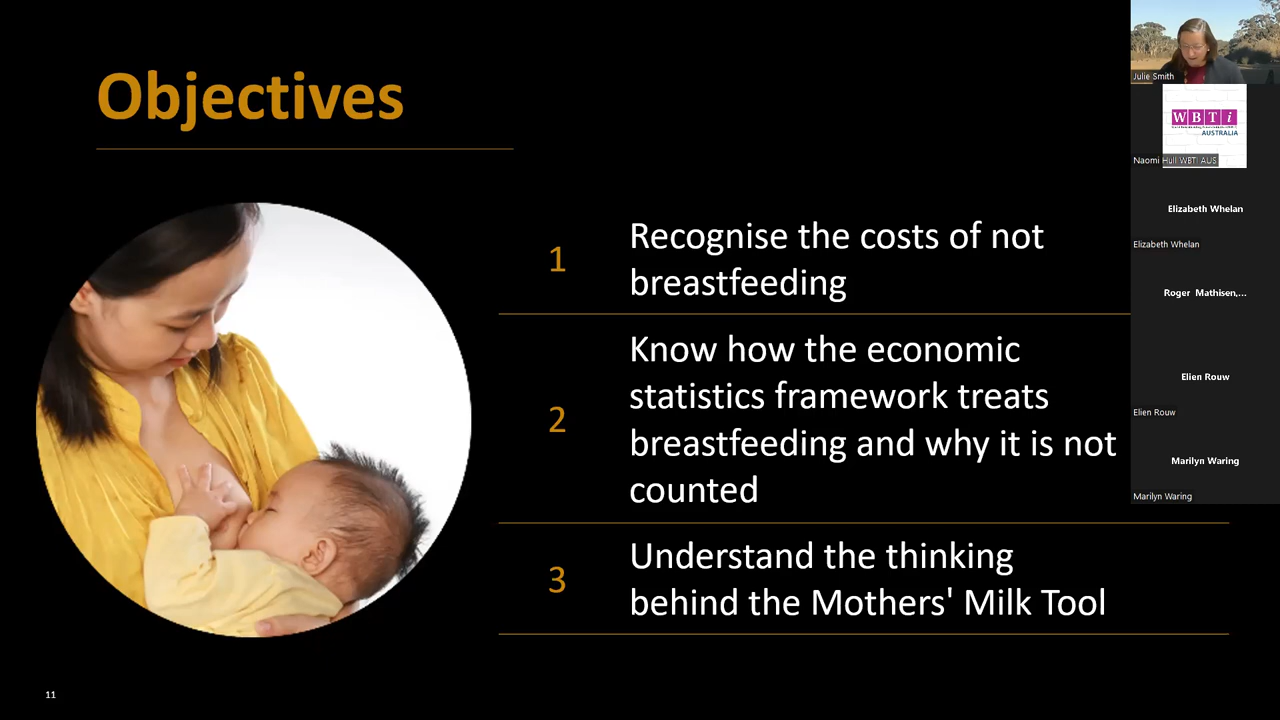 Objectives
1
Recognise the costs of not
breastfeeding
2
Know how the economic
statistics framework treats
breastfeeding and why it is not
counted
3
Understand the thinking
behind the Mothers' Milk Tool
11
Julie Smith
WBTi
AUSTRALIA
Naomi Hull WBTI AUS
Elizabeth Whelan
Elizabeth Whelan
Roger Mathisen,...
Elien Rouw
Elien Rouw
Marilyn Waring
Marilyn Waring